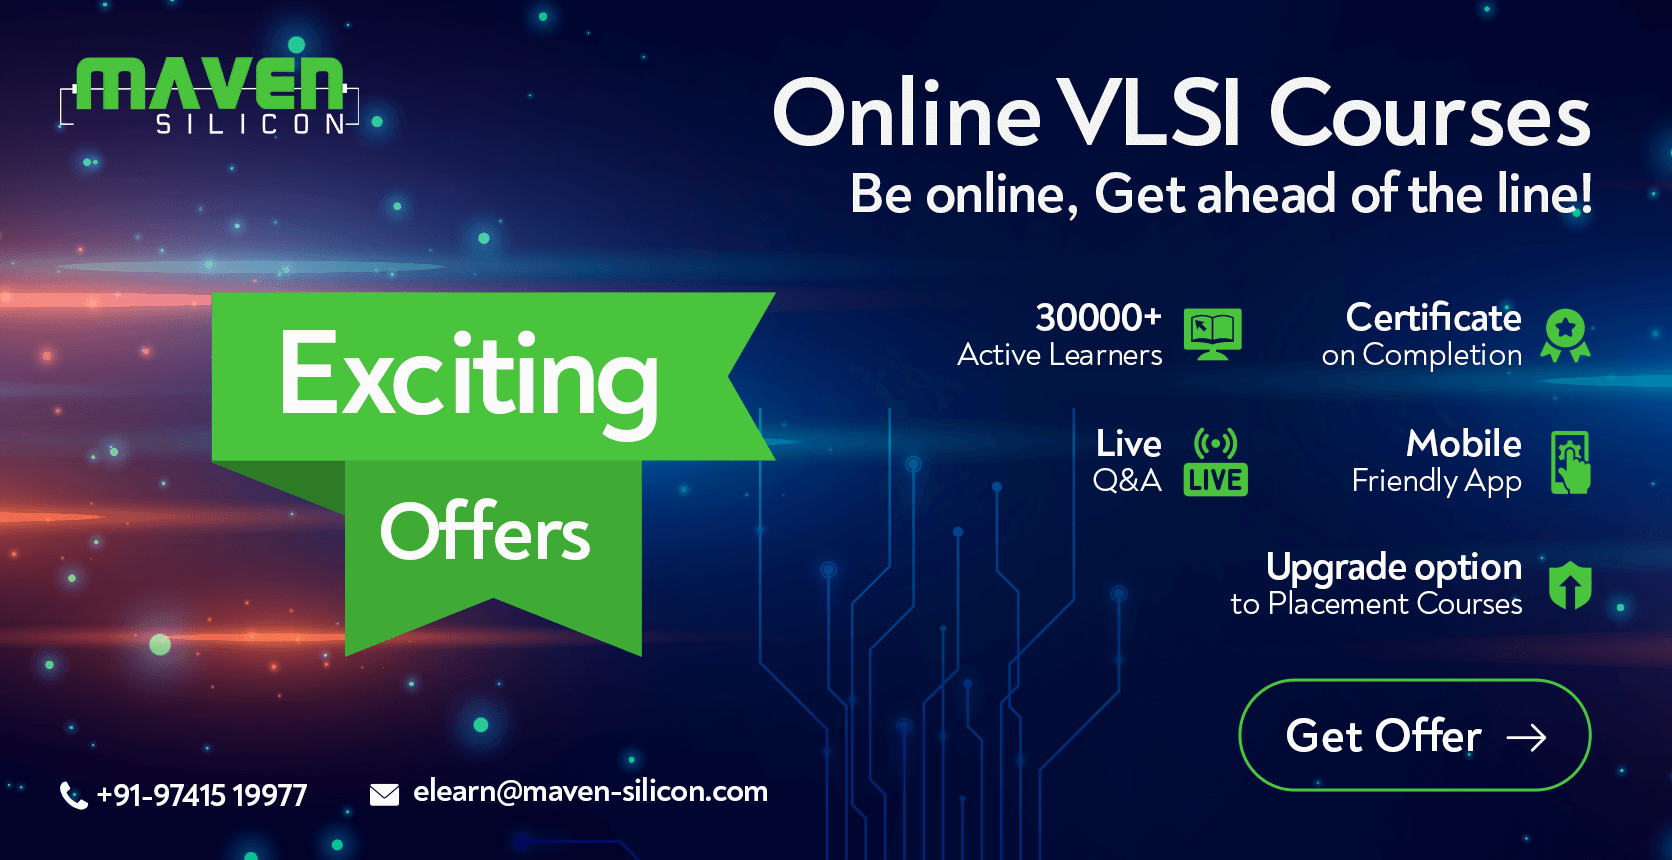 MAVEN
SILICON
Online VLSI Courses
Be online, Get ahead of the line!
Exciting
Offers
30000+
Active Learners
Certificate
on Completion
Live
Q&A
LIVE
Mobile
Friendly App
Upgrade option
to Placement Courses
Get Offer
+91-97415 19977
elearn@maven-silicon.com